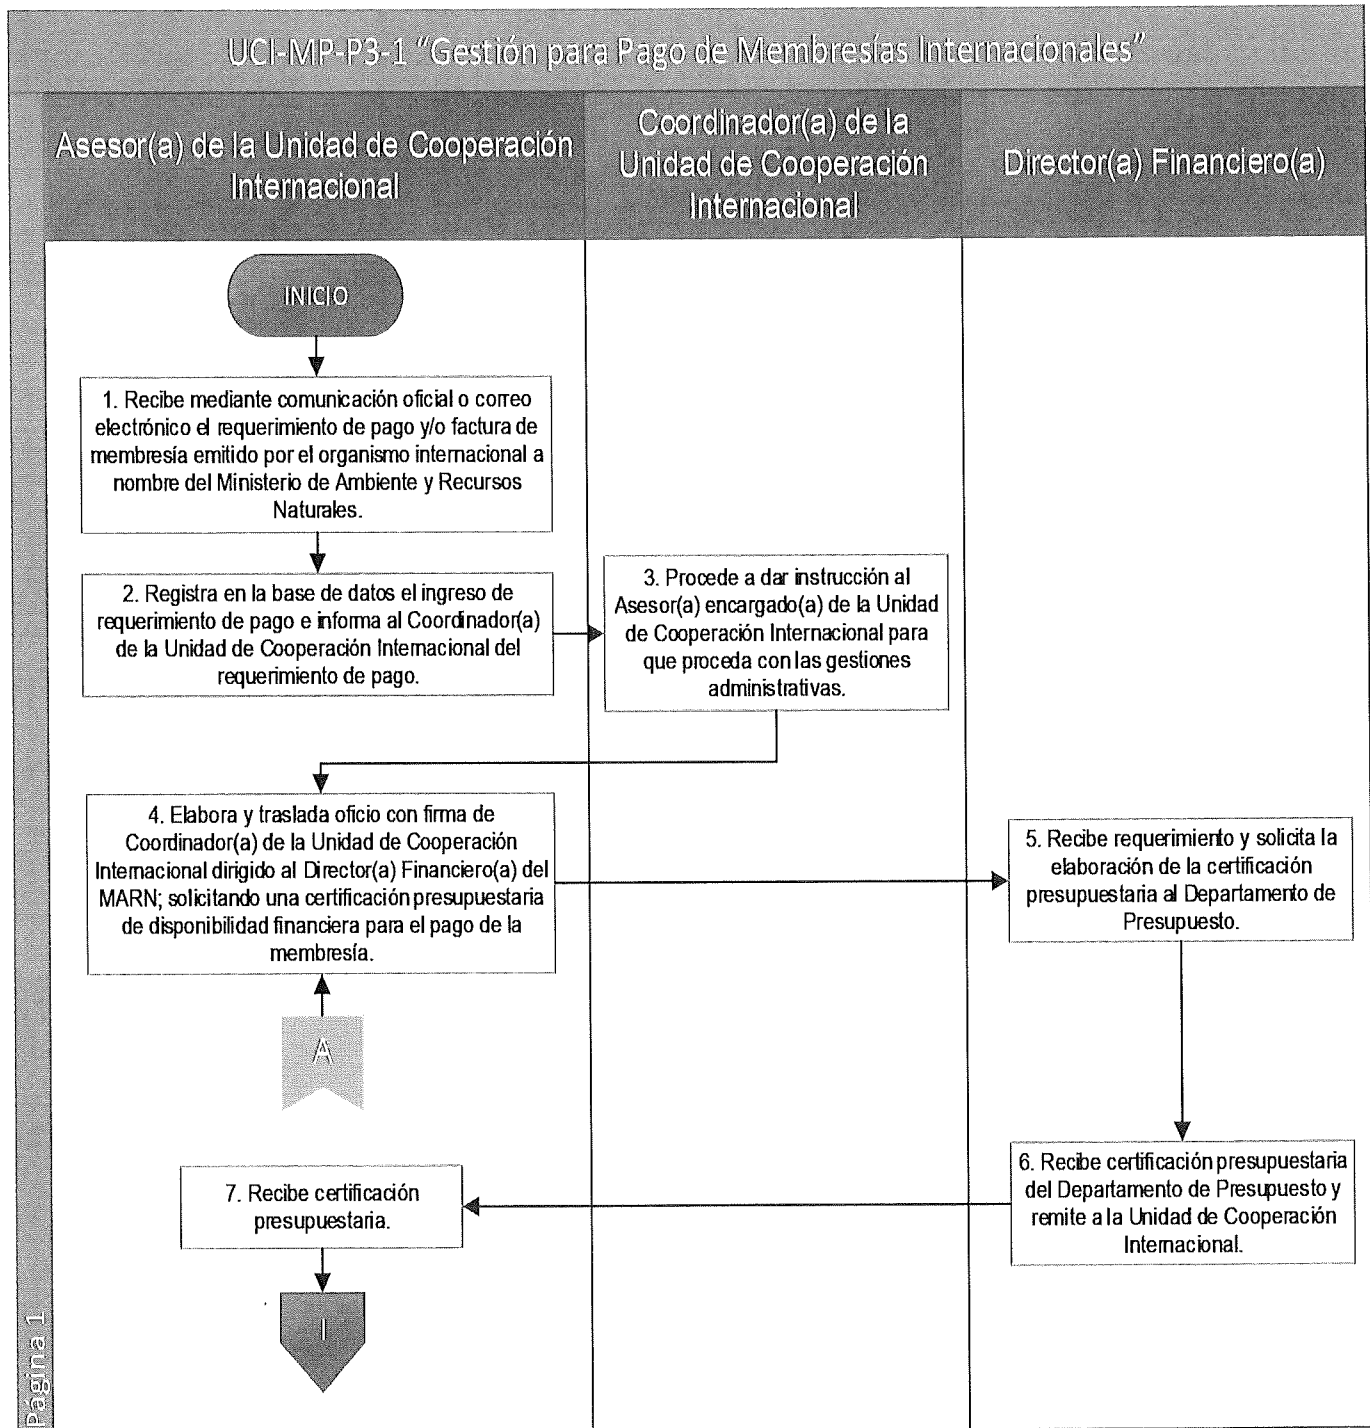 UCI-MP-P3-1 “Gestión para Pago de Membresías Internacionales”
Asesor(a) de la Unidad de Cooperación
Internacional
Coordinador(a) de la
Unidad de Cooperación
Internacional
Director(a) Financiero(a)
INICIO
1. Recibe mediante comunicación oficial o correo
electrónico el requerimiento de pago y/o factura de
membresía emitido por el organismo internacional a
nombre del Ministerio de Ambiente y Recursos
Naturales.
2. Registra en la base de datos el ingreso de
requerimiento de pago e informa al Coordinador(a)
de la Unidad de Cooperación Internacional del
requerimiento de pago.
3. Procede a dar instrucción al
Asesor(a) encargado(a) de la Unidad
de Cooperación Internacional para
que proceda con las gestiones
administrativas.
4. Elabora y traslada oficio con firma de
Coordinador(a) de la Unidad de Cooperación
Internacional dirigido al Director(a) Financiero(a) del
MARN; solicitando una certificación presupuestaria
de disponibilidad financiera para el pago de la
membresía.
5. Recibe requerimiento y solicita la
elaboración de la certificación
presupuestaria al Departamento de
Presupuesto.
A
6. Recibe certificación presupuestaria
del Departamento de Presupuesto y
remite a la Unidad de Cooperación
Internacional.
7. Recibe certificación
presupuestaria.
I
Página 1